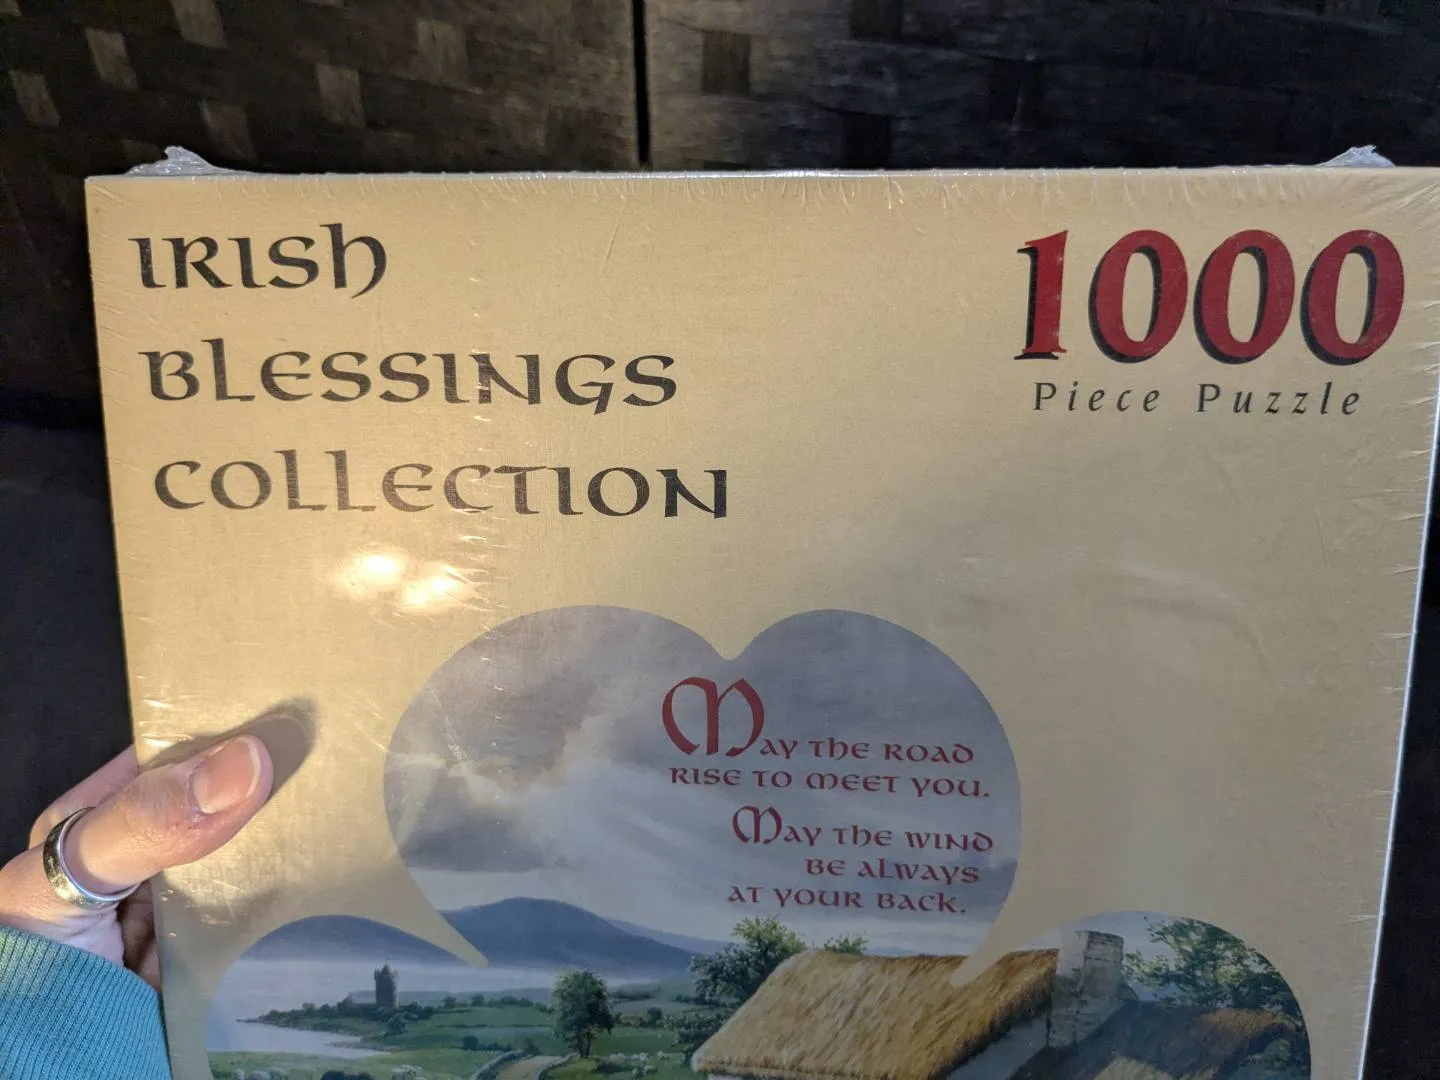 IRISH
BLESSINGS
COLLECTION
1000
Piece Puzzle
MAY THE ROAD
RISE TO MEET YOU.
MAY THE WIND
BE ALWAYS
AT YOUR BACK.